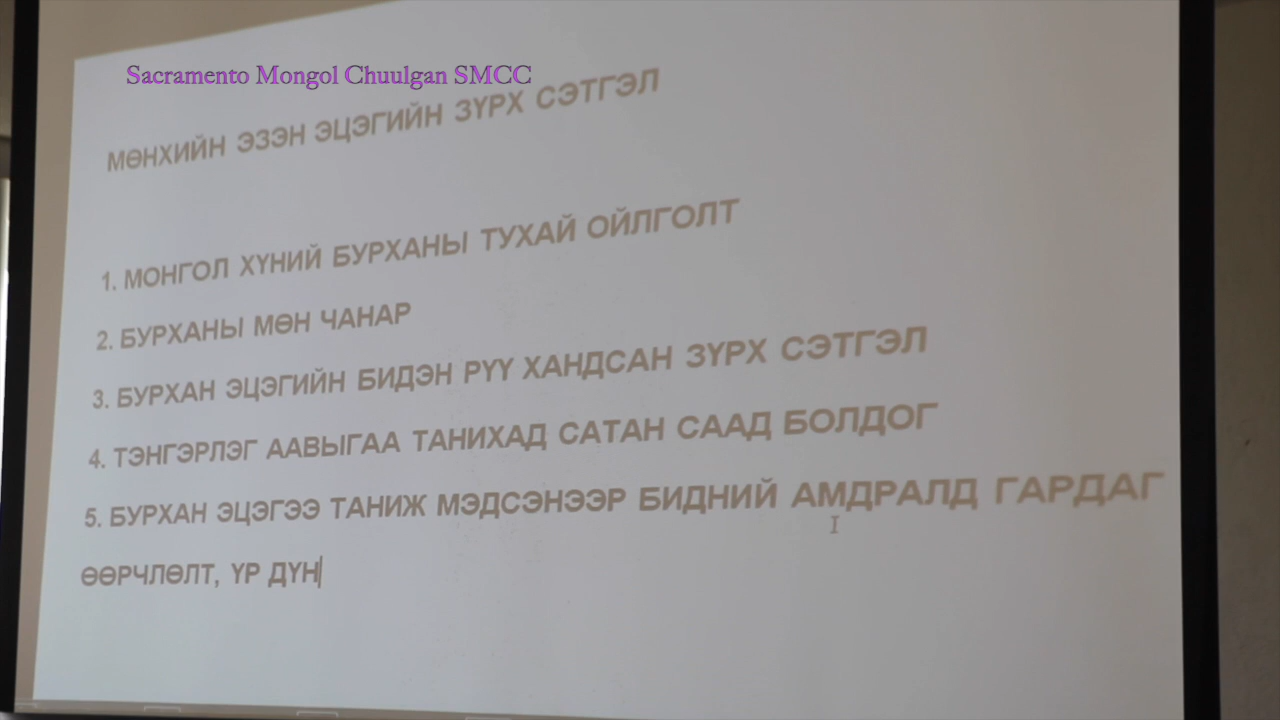 Sacramento Mongol Chuulgan SMCC
МӨНХИЙН ЭЗЭН ЭЦЭГИЙН ЗҮРХ СЭТГЭЛ
1. МОНГОЛ ХҮНИЙ БУРХАНЫ ТУХАЙ ОЙЛГОЛТ
2. БУРХАНЫ МӨН ЧАНАР
3. БУРХАН ЭЦЭГИЙН БИДЭН РҮҮ ХАНДСАН ЗҮРХ СЭТГЭЛ
4. ТЭНГЭРЛЭГ ААВЫГАА ТАНИХАД САТАН СААД БОЛДОГ
5. БУРХАН ЭЦЭГЭЭ ТАНИЖ МЭДСЭНЭЭР БИДНИЙ АМДРАЛД ГАРДАГ
ӨӨРЧЛӨЛТ, ҮР ДҮН